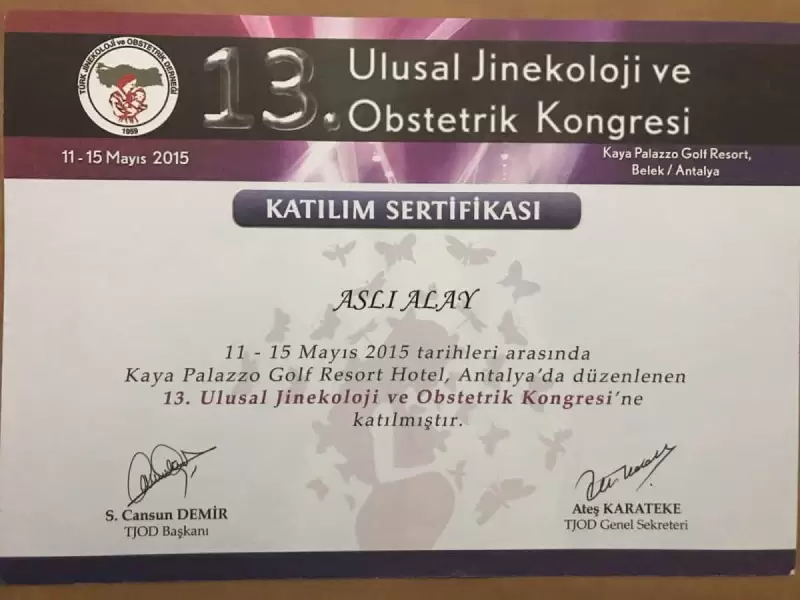 TÜRK JİNEKOLOJİ ve OBSTETRİK DERNEĞİ
1959
13. Ulusal Jinekoloji ve
Obstetrik Kongresi
11 - 15 Mayıs 2015
Kaya Palazzo Golf Resort,
Belek / Antalya
KATILIM SERTİFİKASI
ASLI ALAY
11 - 15 Mayıs 2015 tarihleri arasında
Kaya Palazzo Golf Resort Hotel, Antalya'da düzenlenen
13. Ulusal Jinekoloji ve Obstetrik Kongresi'ne
katılmıştır.
S. Cansun DEMİR
TJOD Başkanı
Ateş KARATEKE
TJOD Genel Sekreteri